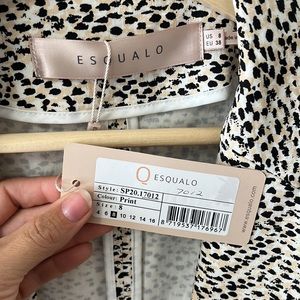 ESQUALO
US 8
EU 38
Q ESQUALO
7012
Style: SP20.17012
Colour: Print
Size: 8
4 6 8 10 12 14 16
8719537176967
www.esqualo.com